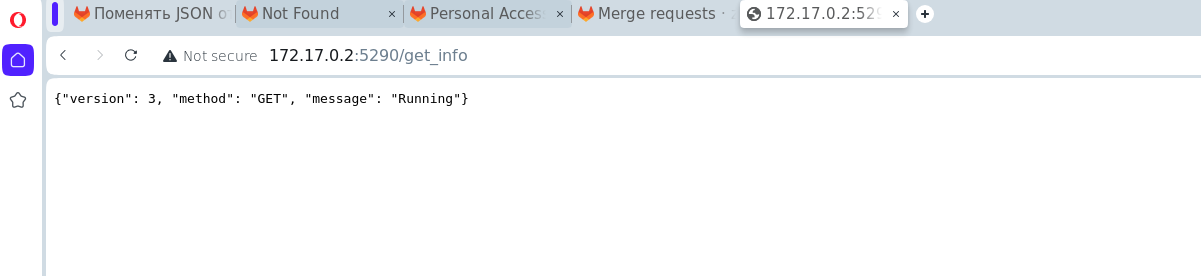 Поменять JSON
Not Found
Personal Acces
Merge requests ·
172.17.0.2:529
Not secure 172.17.0.2:5290/get_info
{"version": 3, "method": "GET", "message": "Running"}